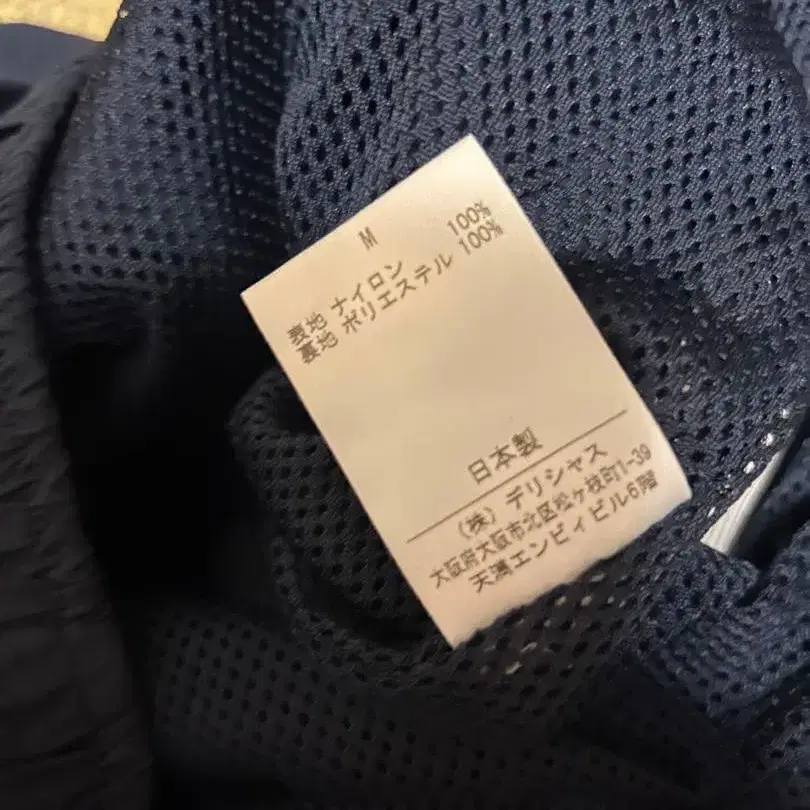 M
表地 ナイロン 100%
裏地 ポリエステル 100%
日本製
(株) デリシャス
大阪府大阪市北区松ケ枝町1-39
天満エンビィビル6階